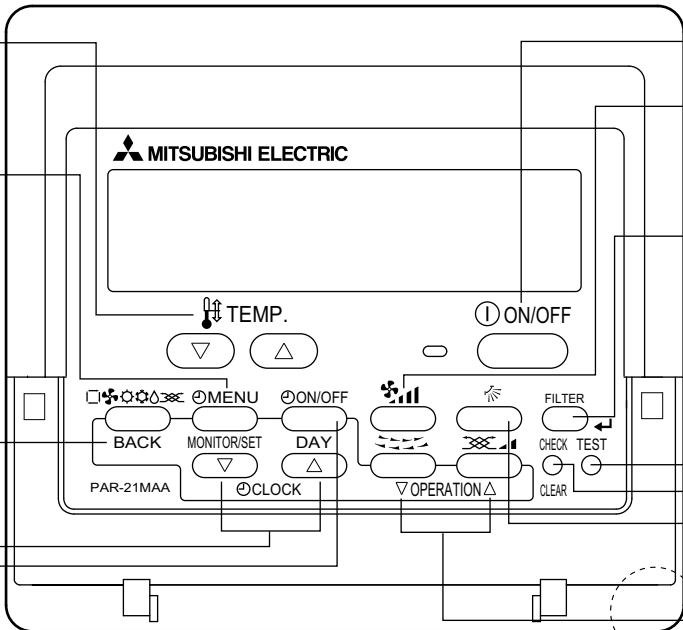 MITSUBISHI ELECTRIC
TEMP.
ON/OFF
MENU
ON/OFF
FILTER
BACK
MONITOR/SET
DAY
CHECK
TEST
PAR-21MAA
CLOCK
OPERATION
CLEAR